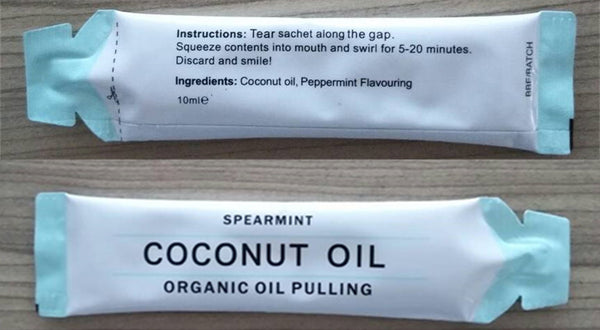 Instructions: Tear sachet along the gap.
Squeeze contents into mouth and swirl for 5-20 minutes.
Discard and smile!
Ingredients: Coconut oil, Peppermint Flavouring
10ml℮
BBE/BATCH
SPEARMINT
COCONUT OIL
ORGANIC OIL PULLING